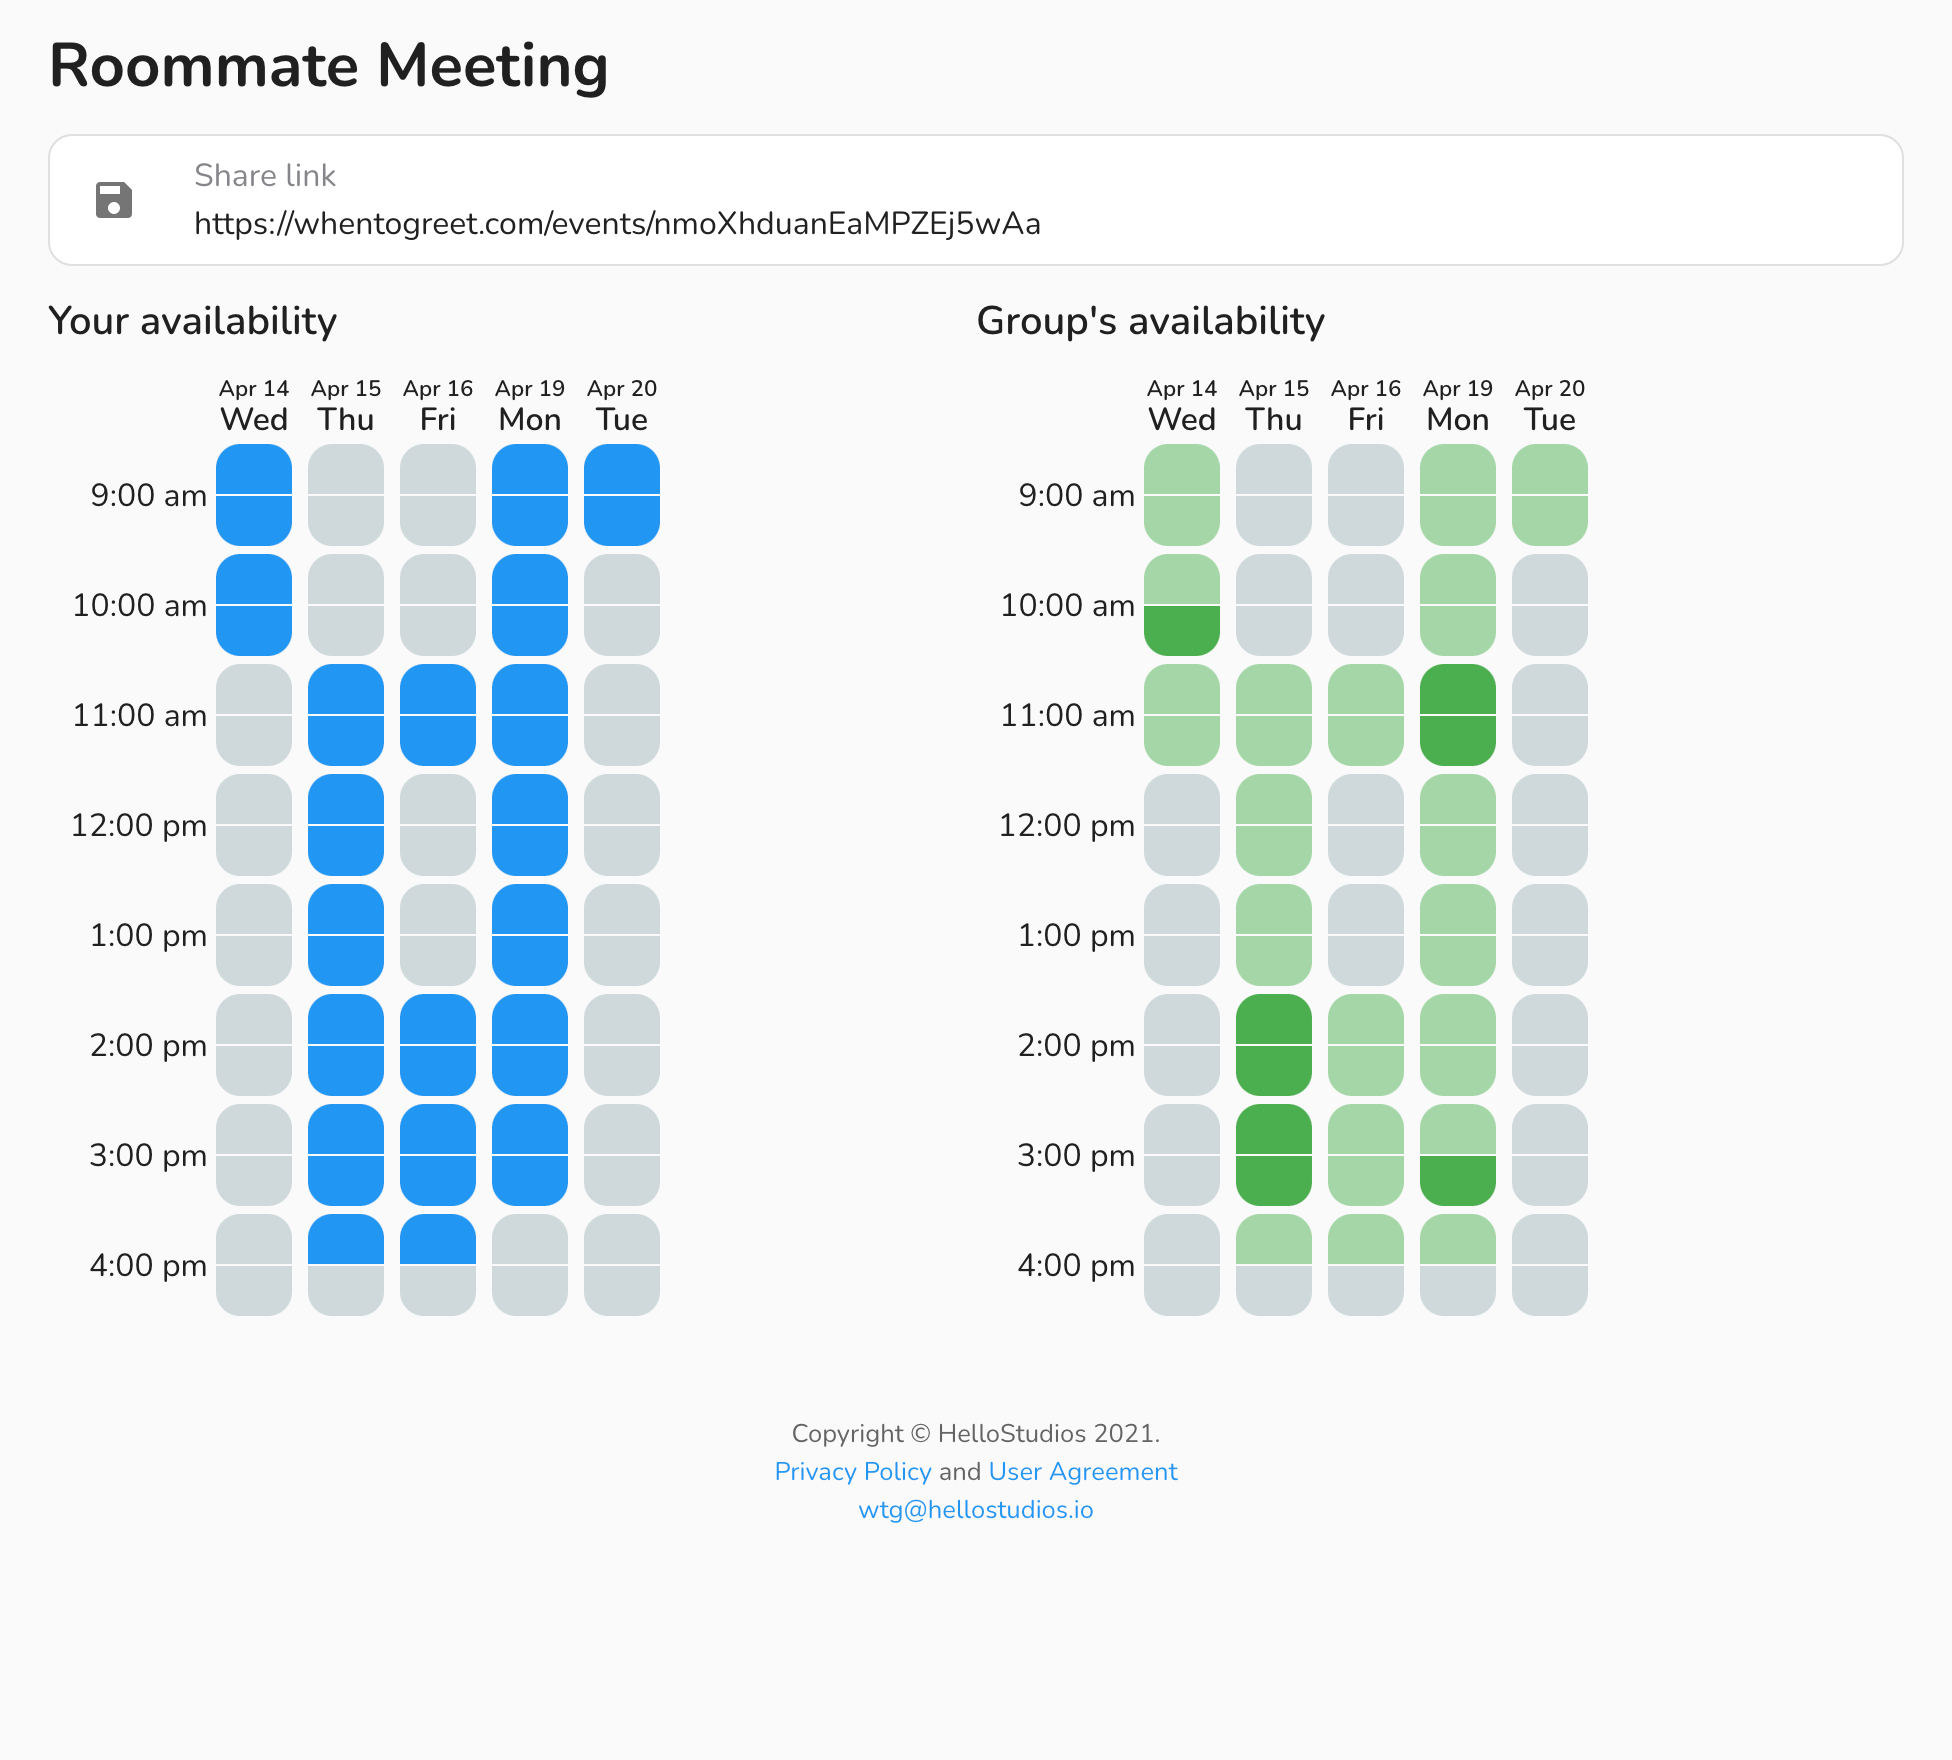 Roommate Meeting
Share link
https://whentogreet.com/events/nmoXhduanEaMPZEj5wAa
Your availability
Apr 14 Apr 15 Apr 16 Apr 19 Apr 20
Wed Thu Fri Mon Tue
9:00 am
10:00 am
11:00 am
12:00 pm
1:00 pm
2:00 pm
3:00 pm
4:00 pm
Group's availability
Apr 14 Apr 15 Apr 16 Apr 19 Apr 20
Wed Thu Fri Mon Tue
9:00 am
10:00 am
11:00 am
12:00 pm
1:00 pm
2:00 pm
3:00 pm
4:00 pm
Copyright © HelloStudios 2021.
Privacy Policy and User Agreement
wtg@hellostudios.io